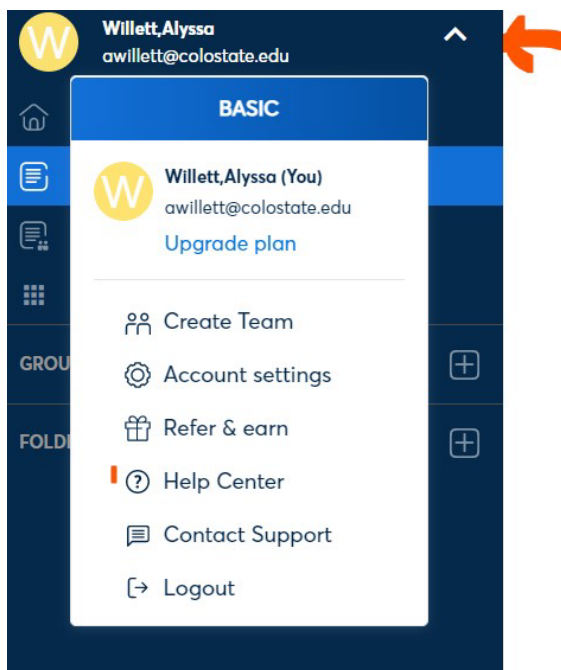 W
Willett,Alyssa
awillett@colostate.edu
BASIC
W
Willett,Alyssa (You)
awillett@colostate.edu
Upgrade plan
Create Team
Account settings
GROU
Refer & earn
FOLD
Help Center
Contact Support
Logout